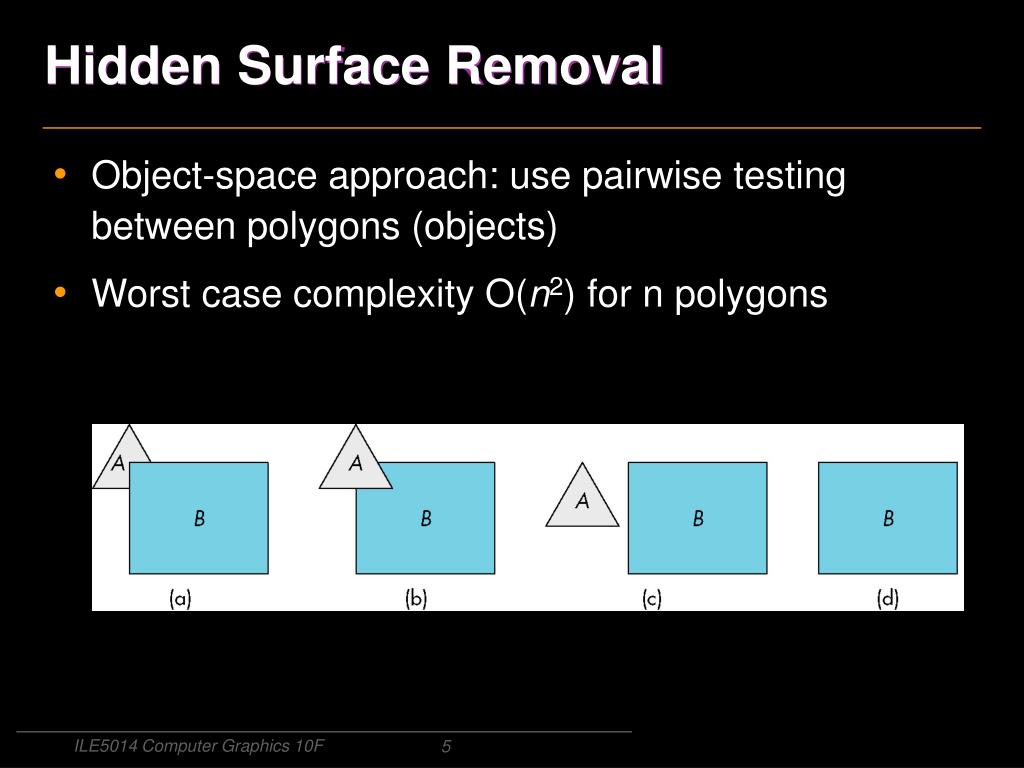 Hidden Surface Removal
• Object-space approach: use pairwise testing
between polygons (objects)
• Worst case complexity O(n²) for n polygons
A A A
B B B B
(a) (b) (c) (d)
ILE5014 Computer Graphics 10F 5